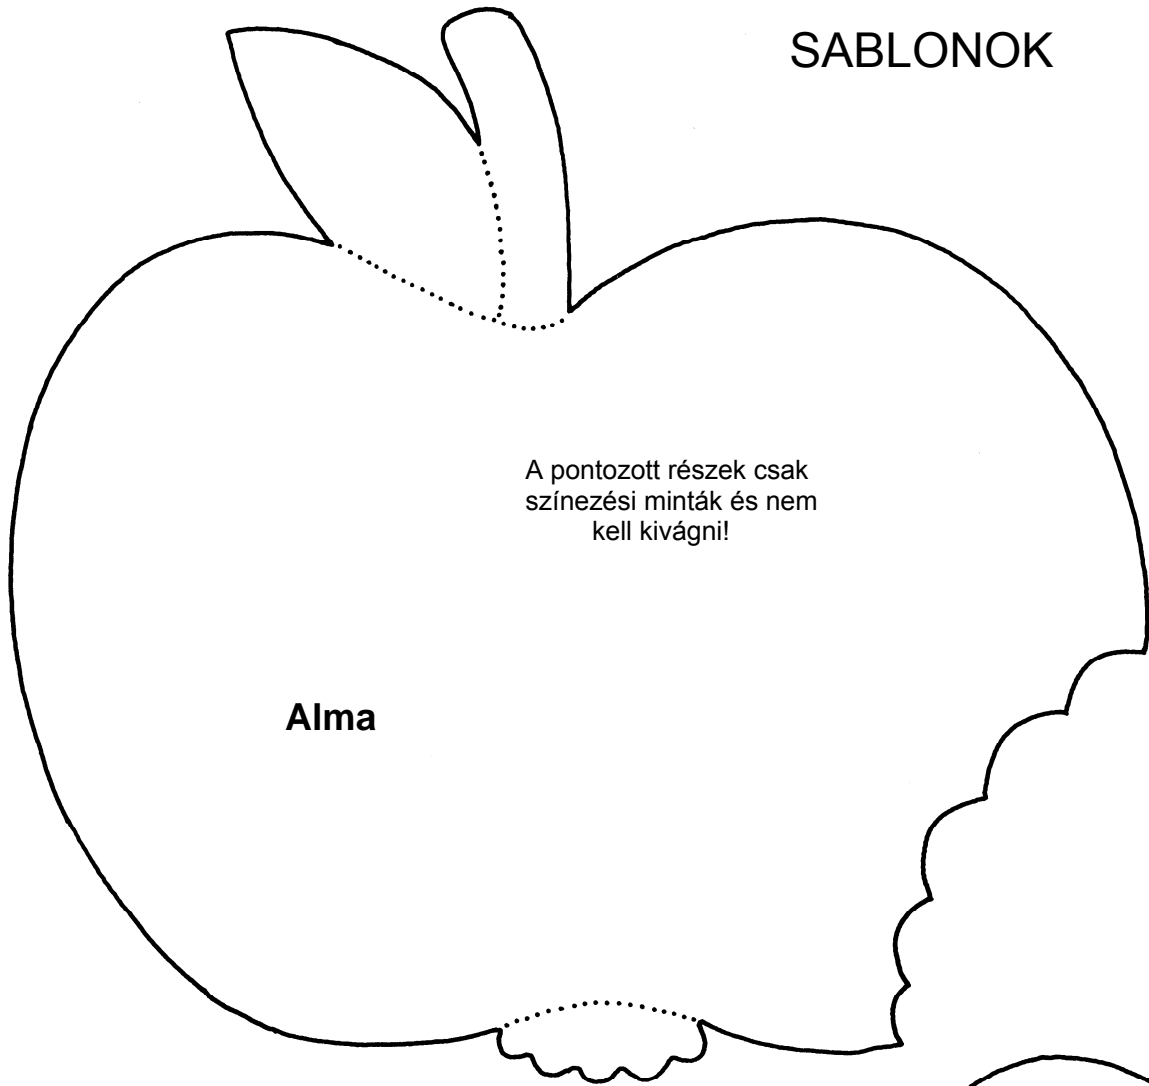 SABLONOK
A pontozott részek csak
színezési minták és nem
kell kivágni!
Alma